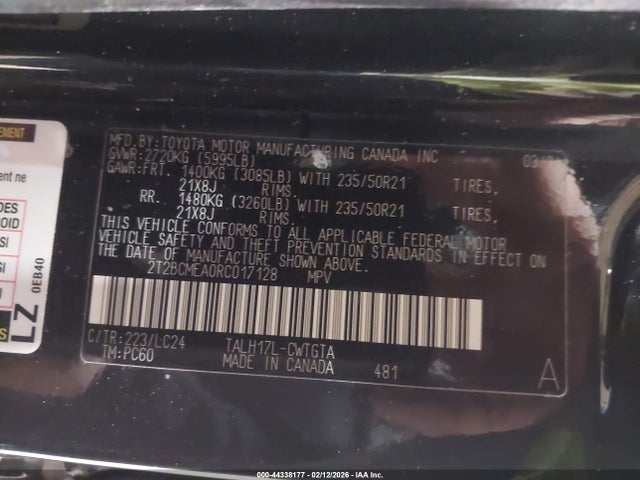 MFD.BY:TOYOTA MOTOR MANUFACTURING CANADA INC 03/
GVWR:2720KG (5995LB)
GAWR:FRT. 1400KG (3085LB) WITH 235/50R21 TIRES,
21X8J RIMS,
RR. 1480KG (3260LB) WITH 235/50R21 TIRES,
21X8J RIMS.
THIS VEHICLE CONFORMS TO ALL APPLICABLE FEDERAL MOTOR
VEHICLE SAFETY AND THEFT PREVENTION STANDARDS IN EFFECT ON
THE DATE OF MANUFACTURE SHOWN ABOVE.
2T2BCMEA0RC017128 MPV
C/TR:223/LC24 TALH17L-CWTGTA
TM:PC60 MADE IN CANADA 481
A
LZ
0EB40
000-44338177 - 02/12/2026 - IAA Inc.